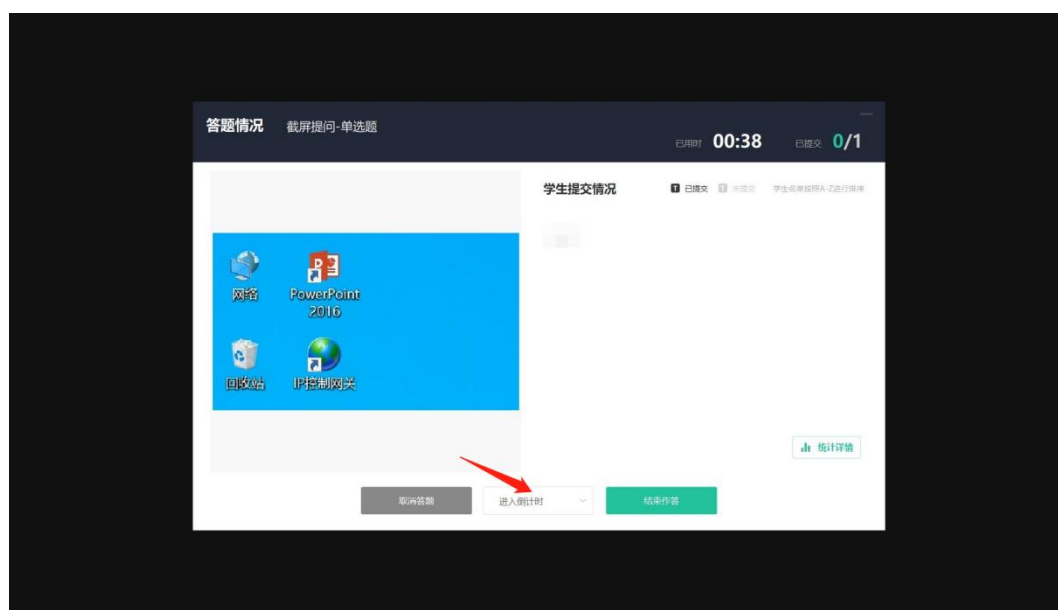 答题情况 截屏提问-单选题
已用时 00:38 已提交 0/1
学生提交情况 T 已提交 T 未提交 学生名单按照A-Z进行排序
网络 PowerPoint
2016
回收站 IP控制网关
统计详情
取消答题 进入倒计时 结束作答